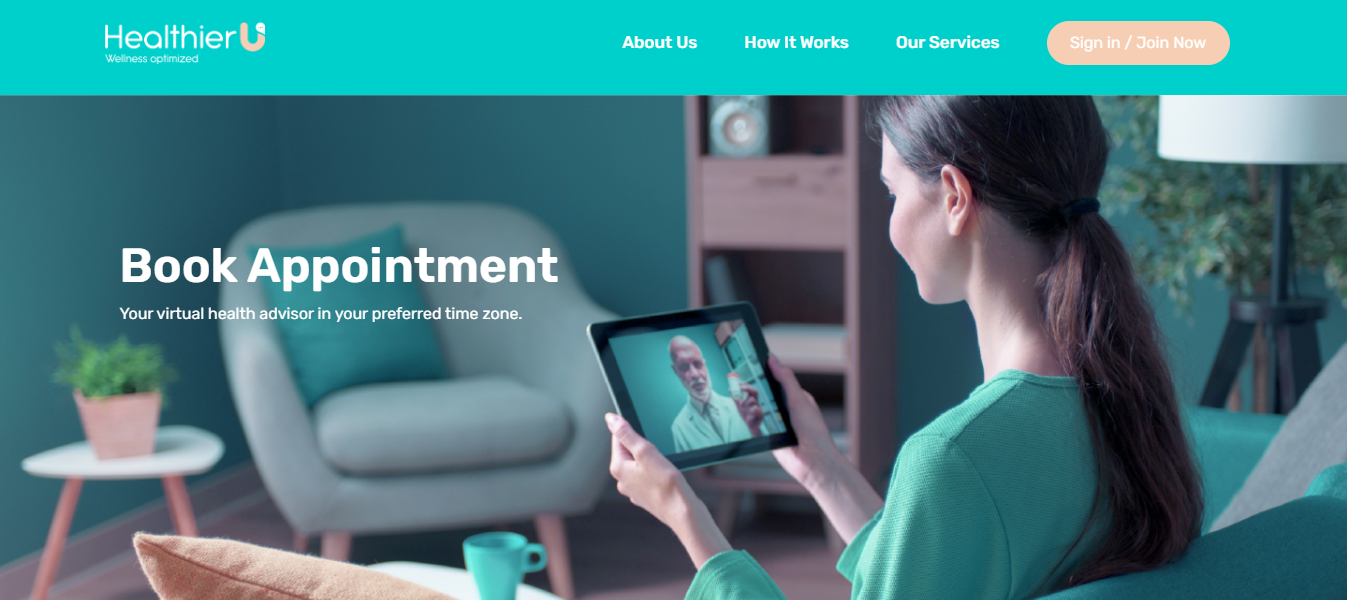 Healthier U
Wellness optimized
About Us
How It Works
Our Services
Sign in / Join Now
Book Appointment
Your virtual health advisor in your preferred time zone.